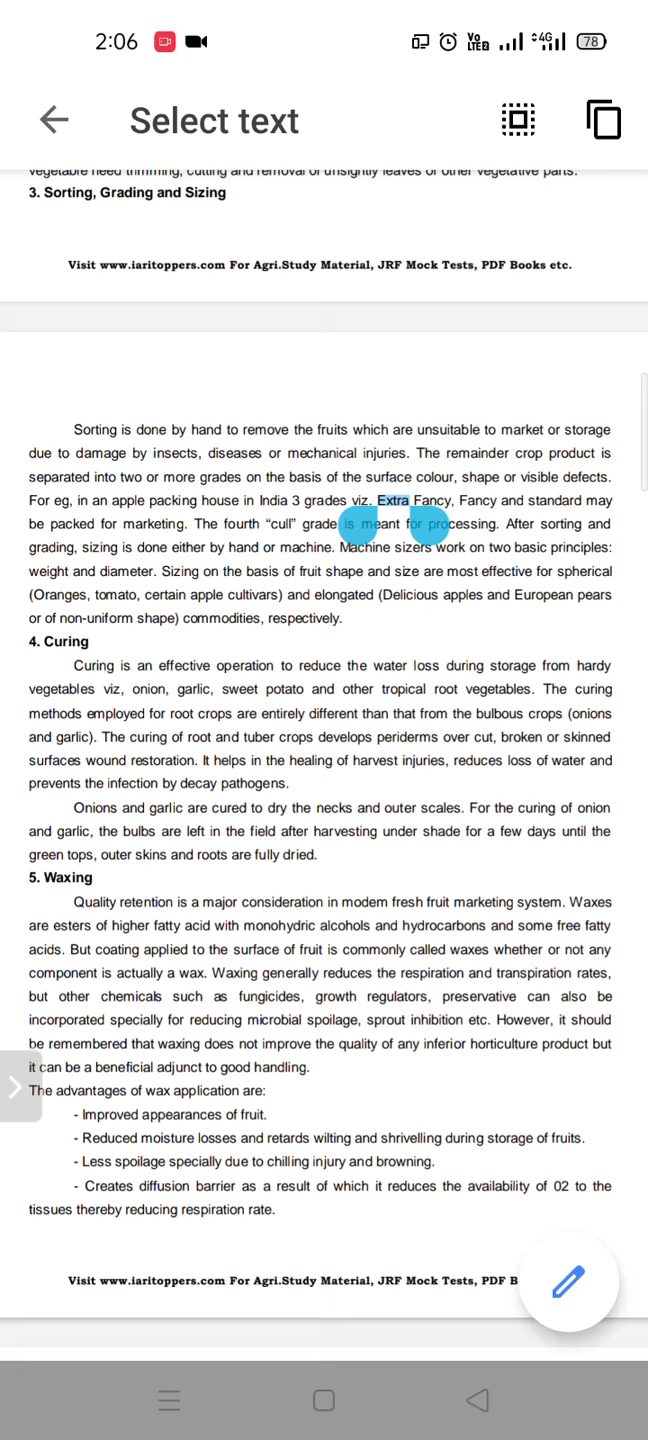 2:06 Vo LTE2 4G 78
Select text
vegetable need trimming, cutting and removal of unsightly leaves or other vegetative parts.
3. Sorting, Grading and Sizing
Visit www.iaritoppers.com For Agri.Study Material, JRF Mock Tests, PDF Books etc.
Sorting is done by hand to remove the fruits which are unsuitable to market or storage
due to damage by insects, diseases or mechanical injuries. The remainder crop product is
separated into two or more grades on the basis of the surface colour, shape or visible defects.
For eg, in an apple packing house in India 3 grades viz. Extra Fancy, Fancy and standard may
be packed for marketing. The fourth “cull” grade is meant for processing. After sorting and
grading, sizing is done either by hand or machine. Machine sizers work on two basic principles:
weight and diameter. Sizing on the basis of fruit shape and size are most effective for spherical
(Oranges, tomato, certain apple cultivars) and elongated (Delicious apples and European pears
or of non-uniform shape) commodities, respectively.
4. Curing
Curing is an effective operation to reduce the water loss during storage from hardy
vegetables viz, onion, garlic, sweet potato and other tropical root vegetables. The curing
methods employed for root crops are entirely different than that from the bulbous crops (onions
and garlic). The curing of root and tuber crops develops periderms over cut, broken or skinned
surfaces wound restoration. It helps in the healing of harvest injuries, reduces loss of water and
prevents the infection by decay pathogens.
Onions and garlic are cured to dry the necks and outer scales. For the curing of onion
and garlic, the bulbs are left in the field after harvesting under shade for a few days until the
green tops, outer skins and roots are fully dried.
5. Waxing
Quality retention is a major consideration in modem fresh fruit marketing system. Waxes
are esters of higher fatty acid with monohydric alcohols and hydrocarbons and some free fatty
acids. But coating applied to the surface of fruit is commonly called waxes whether or not any
component is actually a wax. Waxing generally reduces the respiration and transpiration rates,
but other chemicals such as fungicides, growth regulators, preservative can also be
incorporated specially for reducing microbial spoilage, sprout inhibition etc. However, it should
be remembered that waxing does not improve the quality of any inferior horticulture product but
it can be a beneficial adjunct to good handling.
The advantages of wax application are:
- Improved appearances of fruit.
- Reduced moisture losses and retards wilting and shrivelling during storage of fruits.
- Less spoilage specially due to chilling injury and browning.
- Creates diffusion barrier as a result of which it reduces the availability of 02 to the
tissues thereby reducing respiration rate.
Visit www.iaritoppers.com For Agri.Study Material, JRF Mock Tests, PDF B